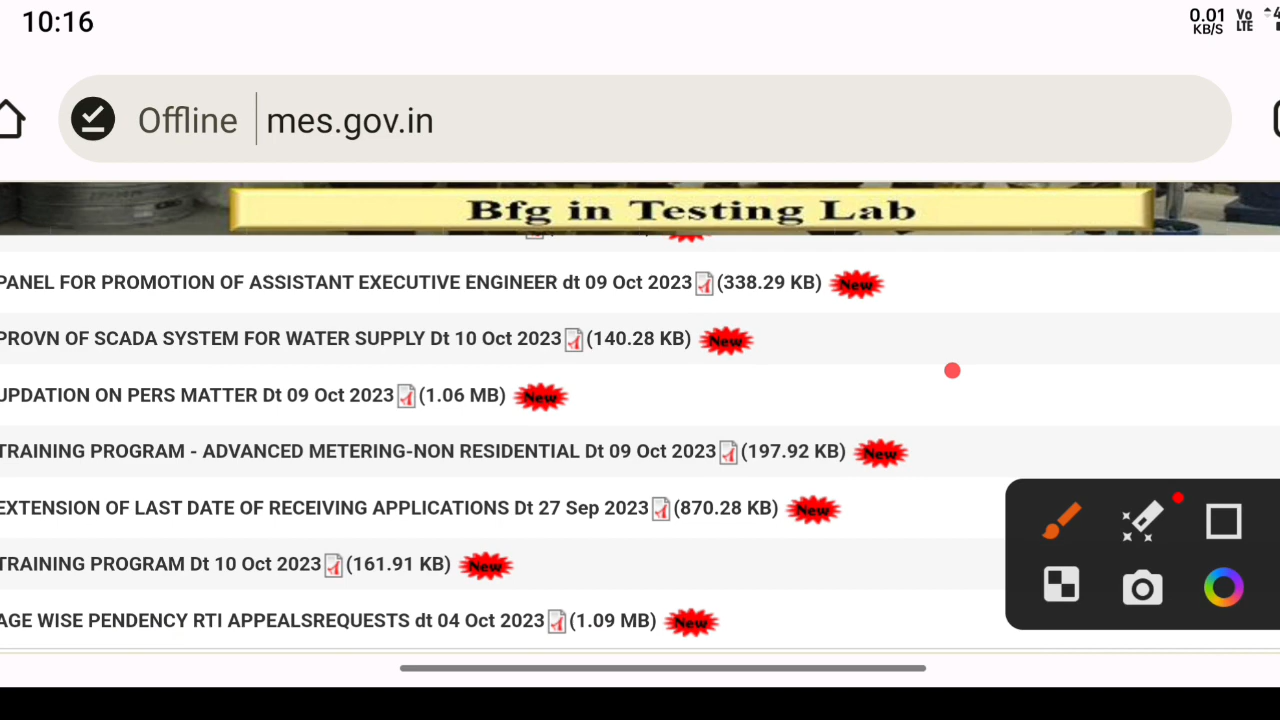 10:16
0.01 KB/S Vo LTE 4
Offline mes.gov.in
Bfg in Testing Lab
PANEL FOR PROMOTION OF ASSISTANT EXECUTIVE ENGINEER dt 09 Oct 2023 (338.29 KB) New
PROVN OF SCADA SYSTEM FOR WATER SUPPLY Dt 10 Oct 2023 (140.28 KB) New
UPDATION ON PERS MATTER Dt 09 Oct 2023 (1.06 MB) New
TRAINING PROGRAM - ADVANCED METERING-NON RESIDENTIAL Dt 09 Oct 2023 (197.92 KB) New
EXTENSION OF LAST DATE OF RECEIVING APPLICATIONS Dt 27 Sep 2023 (870.28 KB) New
TRAINING PROGRAM Dt 10 Oct 2023 (161.91 KB) New
AGE WISE PENDENCY RTI APPEALSREQUESTS dt 04 Oct 2023 (1.09 MB) New